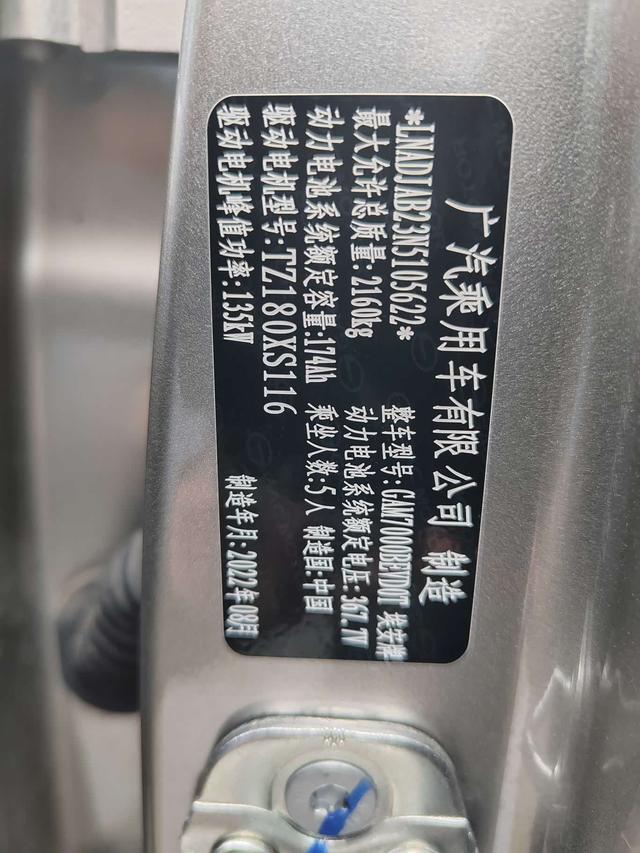 广汽乘用车有限公司 制造
*LNADJAB23N5105622* 整车型号:GAM7000BEVD0T 埃安牌
最大允许总质量:2160kg 动力电池系统额定电压:367.7V
动力电池系统额定容量:174Ah 乘坐人数:5人 制造国:中国
驱动电机型号:TZ180XS116
驱动电机峰值功率:135kW 制造年月:2022年08月